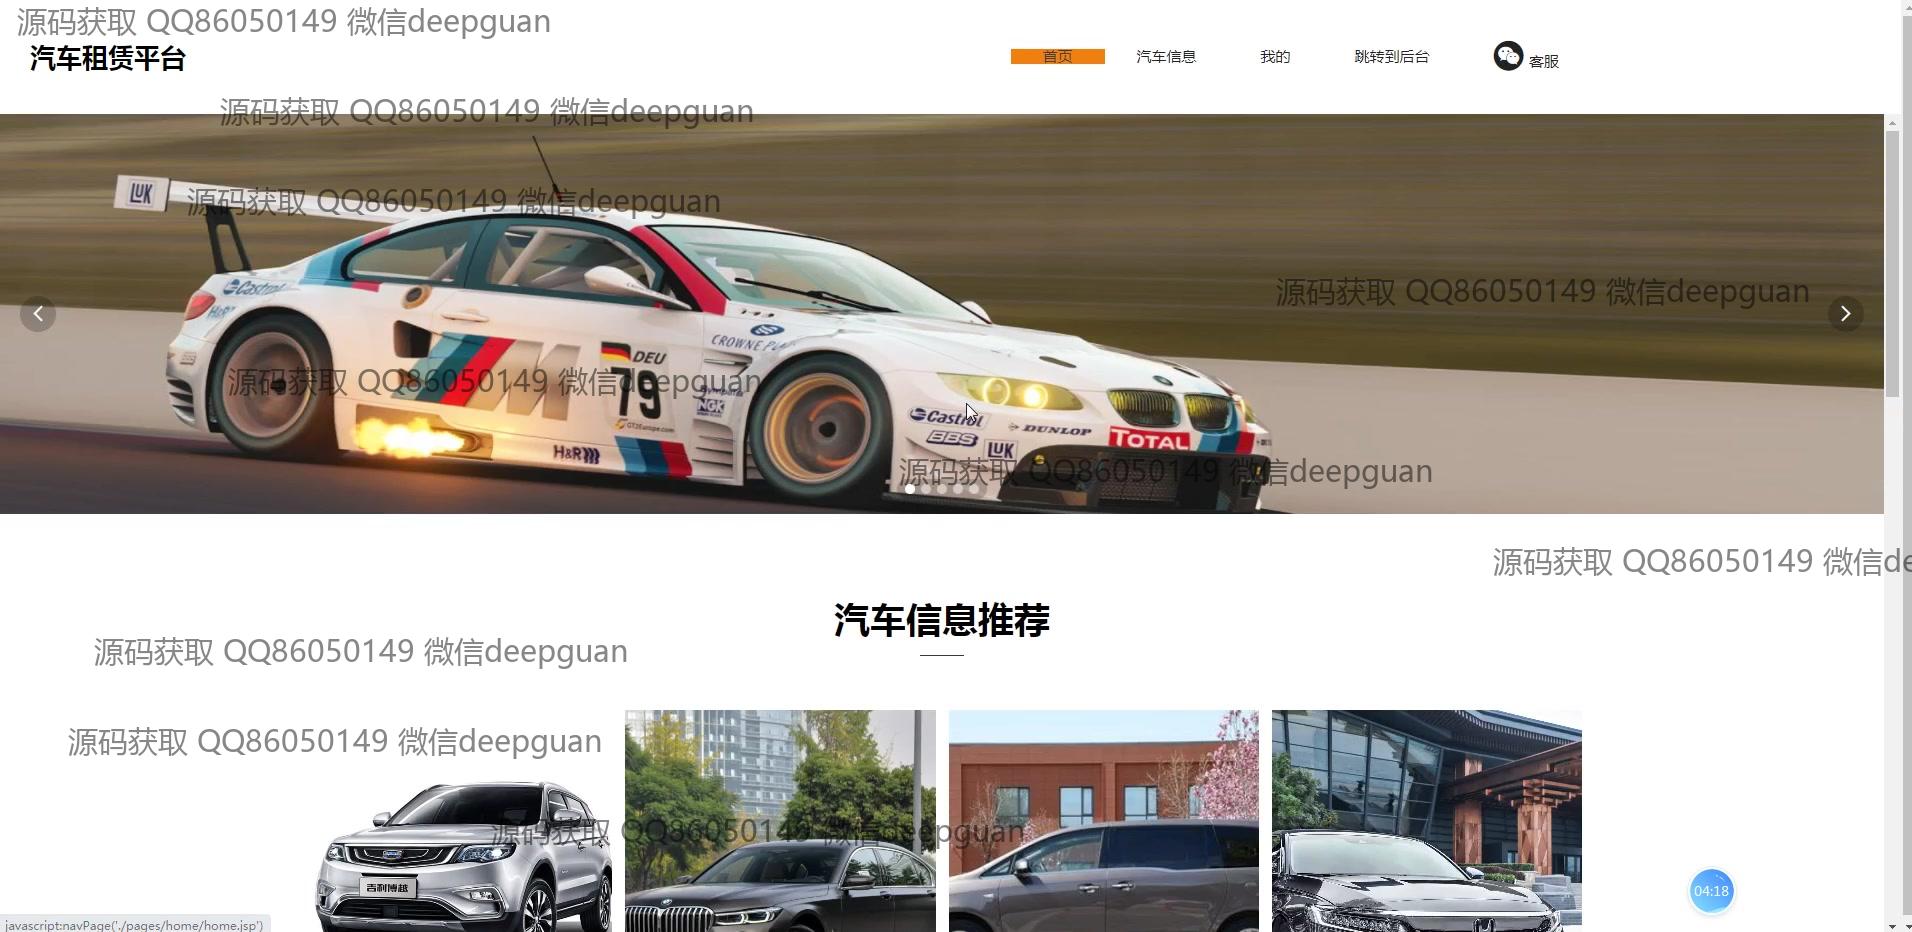 源码获取 QQ86050149 微信deepguan
汽车租赁平台
首页 汽车信息 我的 跳转到后台 客服
源码获取 QQ86050149 微信deepguan
LUK
源码获取 QQ86050149 微信deepguan
源码获取 QQ86050149 微信deepguan
Castrol
H&R
CROWNE PLA
DEU
79
源码获取 QQ86050149 微信deepguan
NGK
GT2Europe.com
Castrol
DUNLOP
BBS
TOTAL
LUK
H&R
M
源码获取 QQ86050149 微信deepguan
源码获取 QQ86050149 微信de
汽车信息推荐
源码获取 QQ86050149 微信deepguan
源码获取 QQ86050149 微信deepguan
源码获取 QQ86050149 微信deepguan
吉利博越
04:18
javascript:navPage('./pages/home/home.jsp')